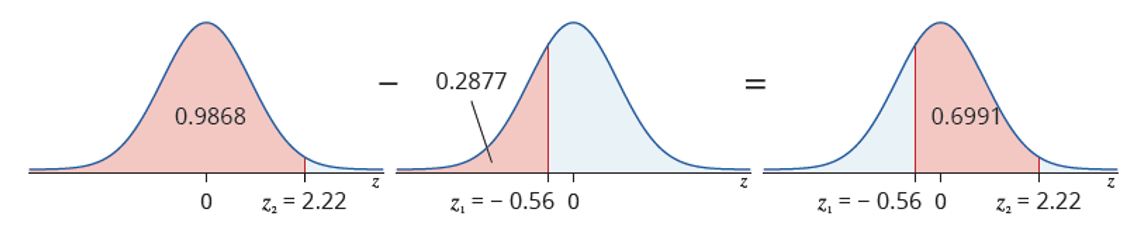 0.9868
z
0
z₂ = 2.22
−
0.2877
z
z₁ = − 0.56
0
=
0.6991
z
z₁ = − 0.56
0
z₂ = 2.22